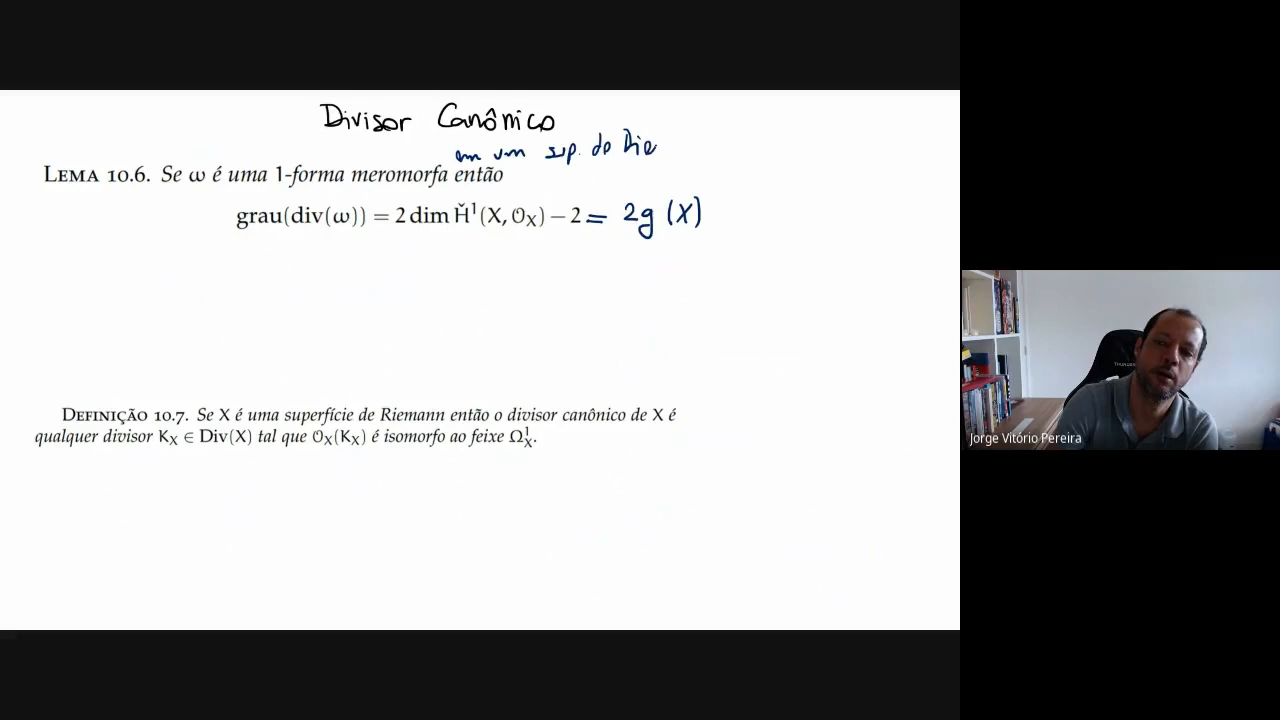 Divisor Canônico
em um sup. de Rie
LEMA 10.6. Se ω é uma 1-forma meromorfa então
grau(div(ω)) = 2 dim Ȟ¹(X, 𝒪_X) − 2 = 2g (X)
DEFINIÇÃO 10.7. Se X é uma superfície de Riemann então o divisor canônico de X é
qualquer divisor K_X ∈ Div(X) tal que 𝒪_X(K_X) é isomorfo ao feixe Ω¹_X.
Jorge Vitório Pereira